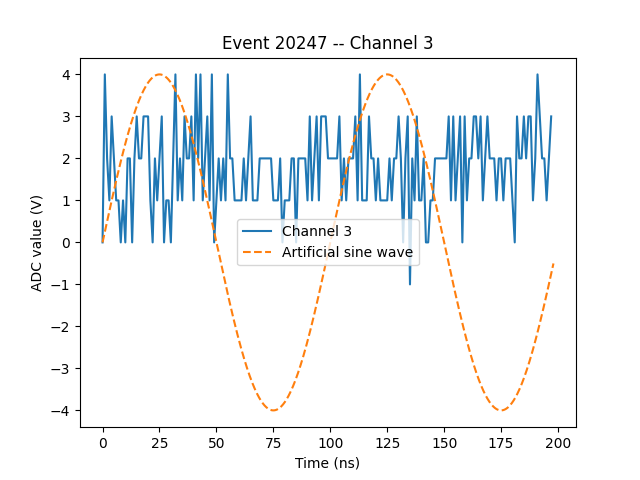 Event 20247 -- Channel 3
ADC value (V)
4
3
2
1
0
−1
−2
−3
−4
Channel 3
Artificial sine wave
0 25 50 75 100 125 150 175 200
Time (ns)